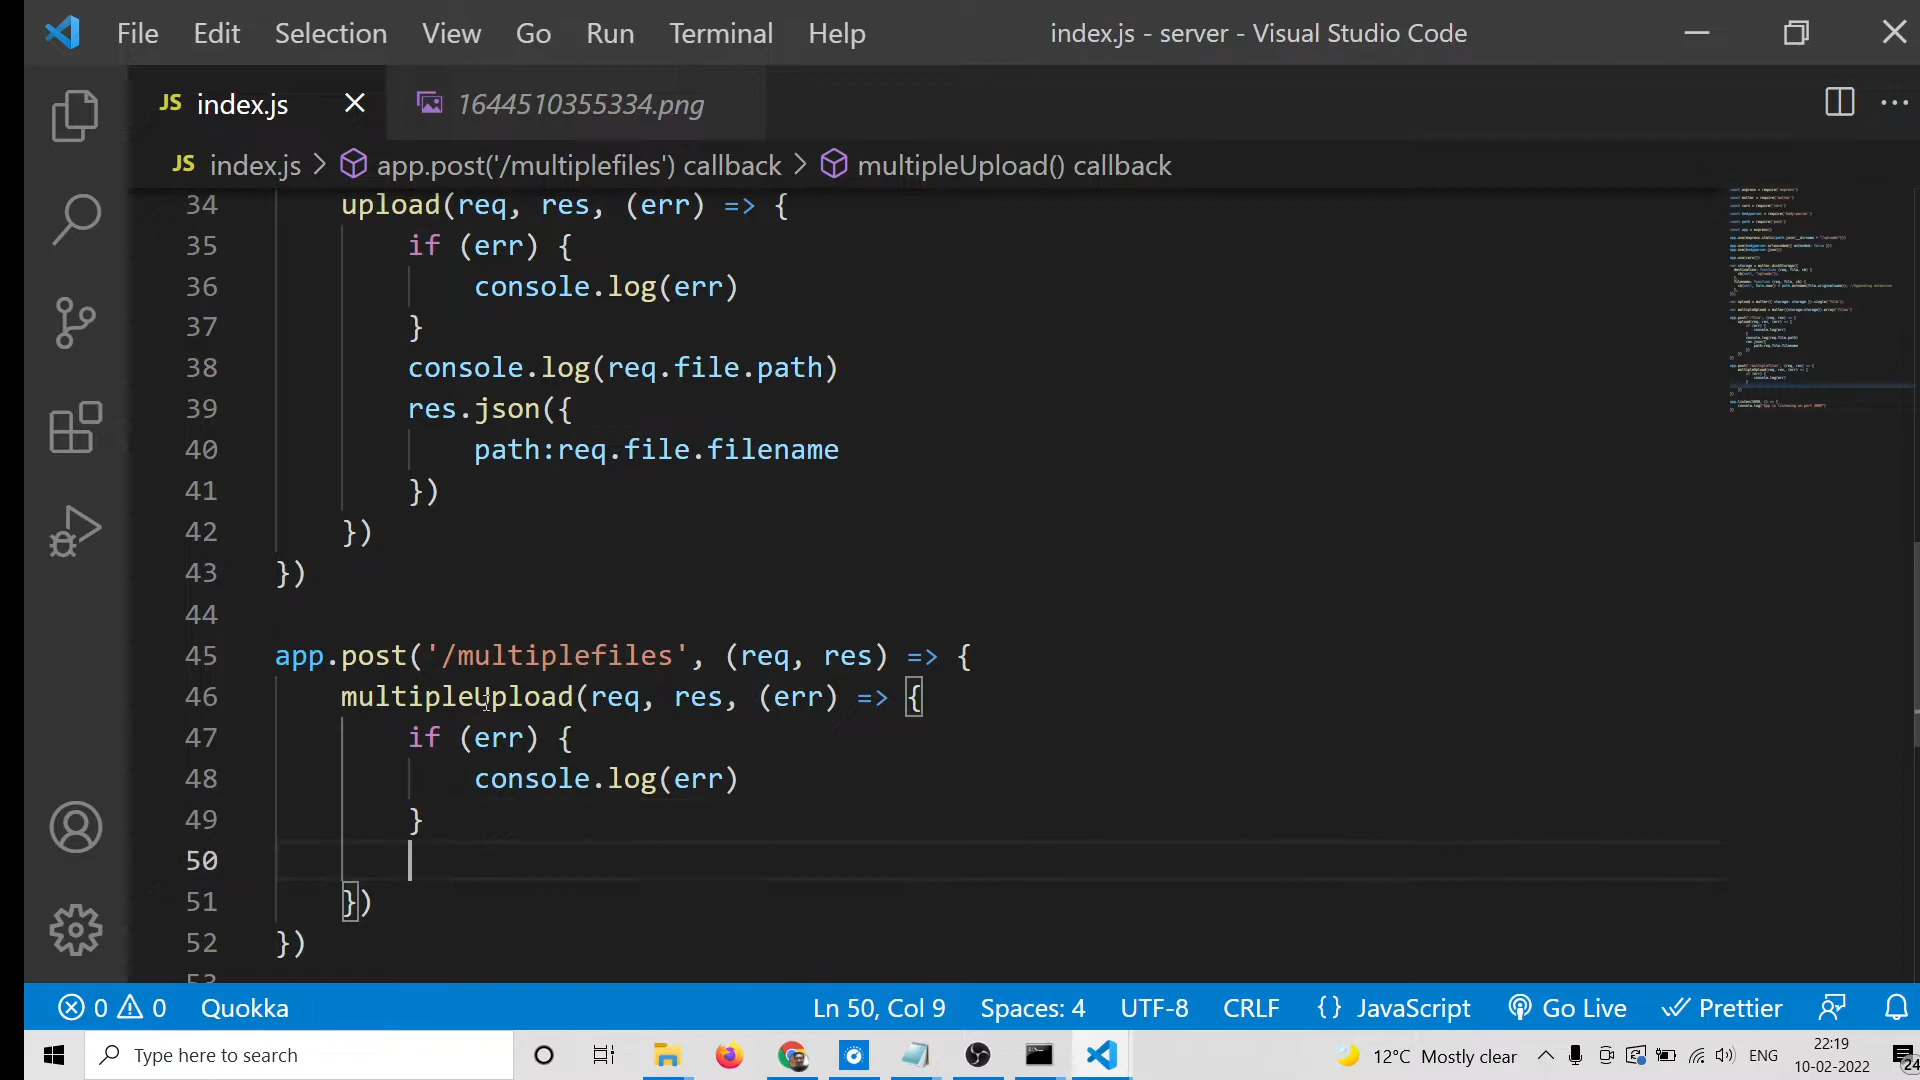 File Edit Selection View Go Run Terminal Help index.js - server - Visual Studio Code
JS index.js 1644510355334.png
JS index.js > app.post('/multiplefiles') callback > multipleUpload() callback
34 upload(req, res, (err) => {
35 if (err) {
36 console.log(err)
37 }
38 console.log(req.file.path)
39 res.json({
40 path:req.file.filename
41 })
42 })
43 })
44
45 app.post('/multiplefiles', (req, res) => {
46 multipleUpload(req, res, (err) => {
47 if (err) {
48 console.log(err)
49 }
50
51 })
52 })
53
0 0 Quokka Ln 50, Col 9 Spaces: 4 UTF-8 CRLF {} JavaScript Go Live Prettier
Type here to search 12°C Mostly clear ENG 22:19
10-02-2022 24